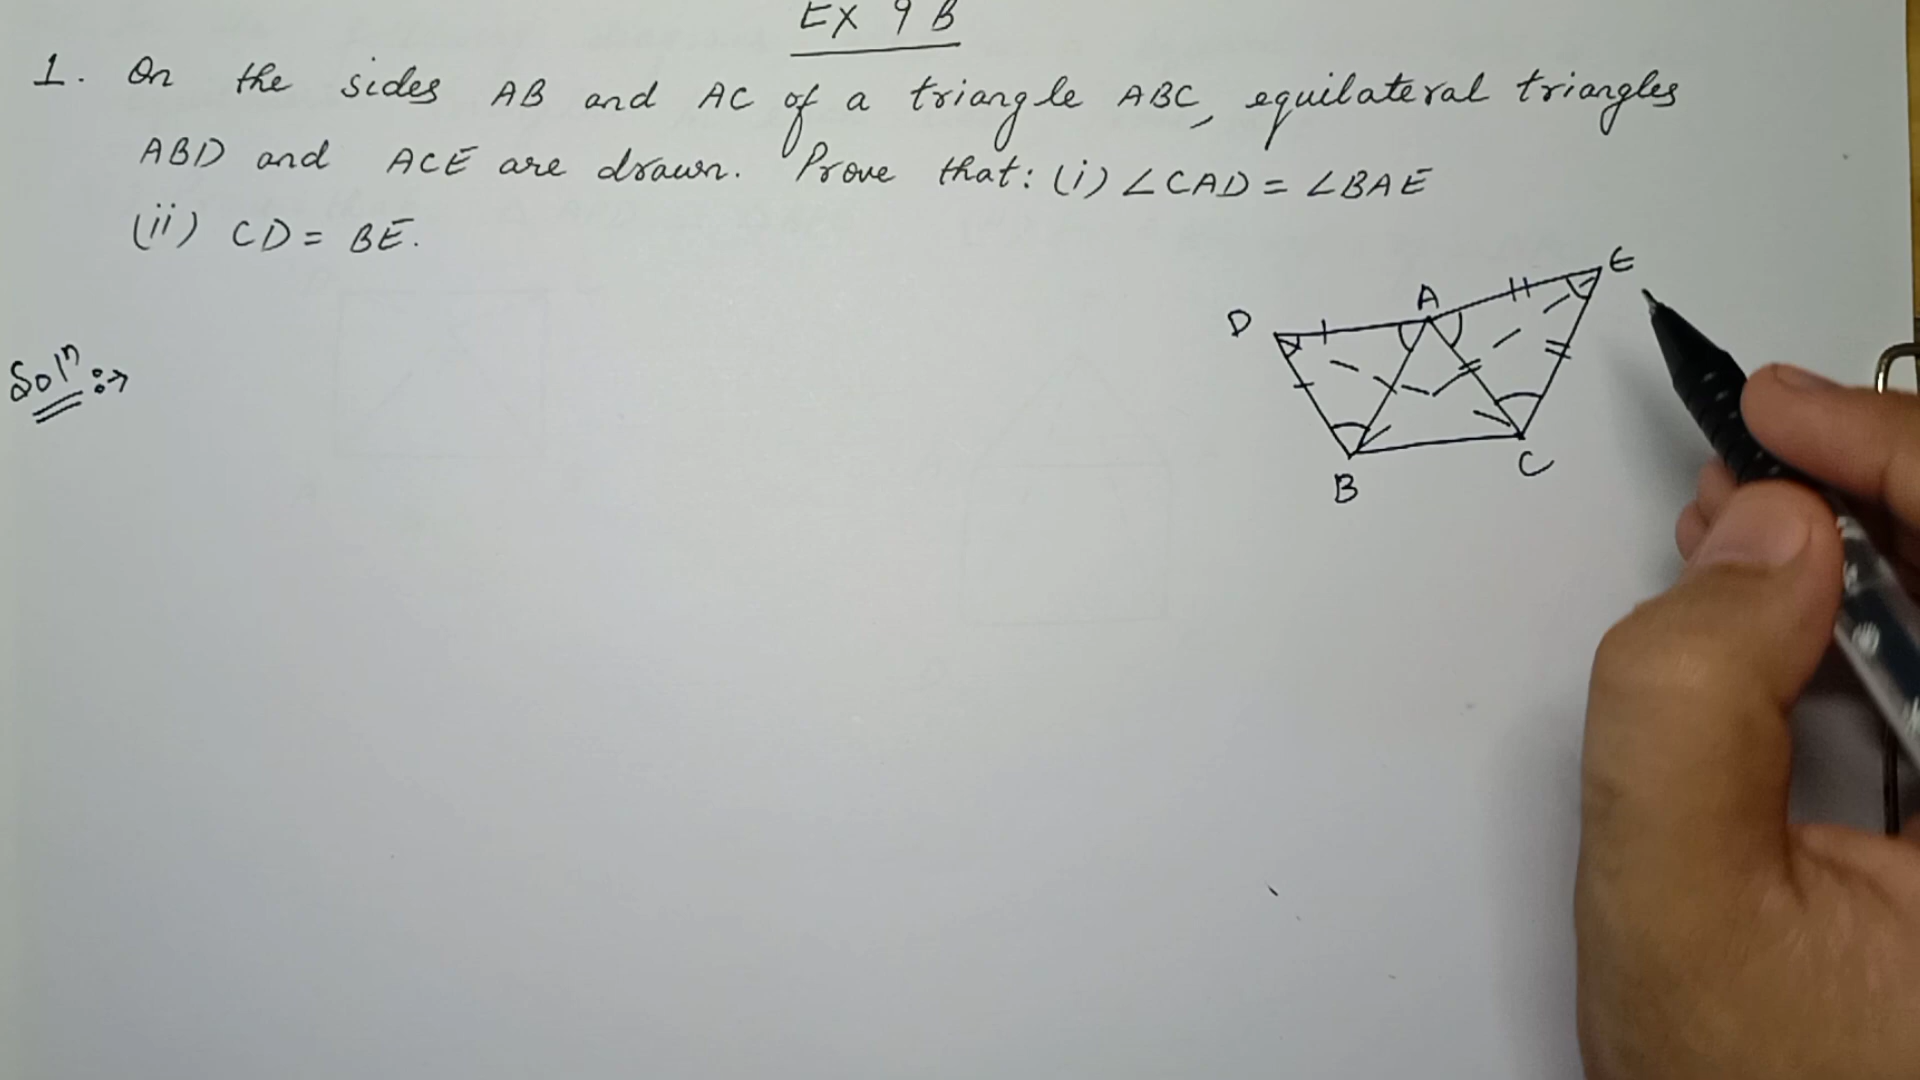 EX 9 B
1. On the sides AB and AC of a triangle ABC, equilateral triangles
ABD and ACE are drawn. Prove that: (i) ∠CAD = ∠BAE
(ii) CD = BE.
E
A
D
Solⁿ :→
C
B